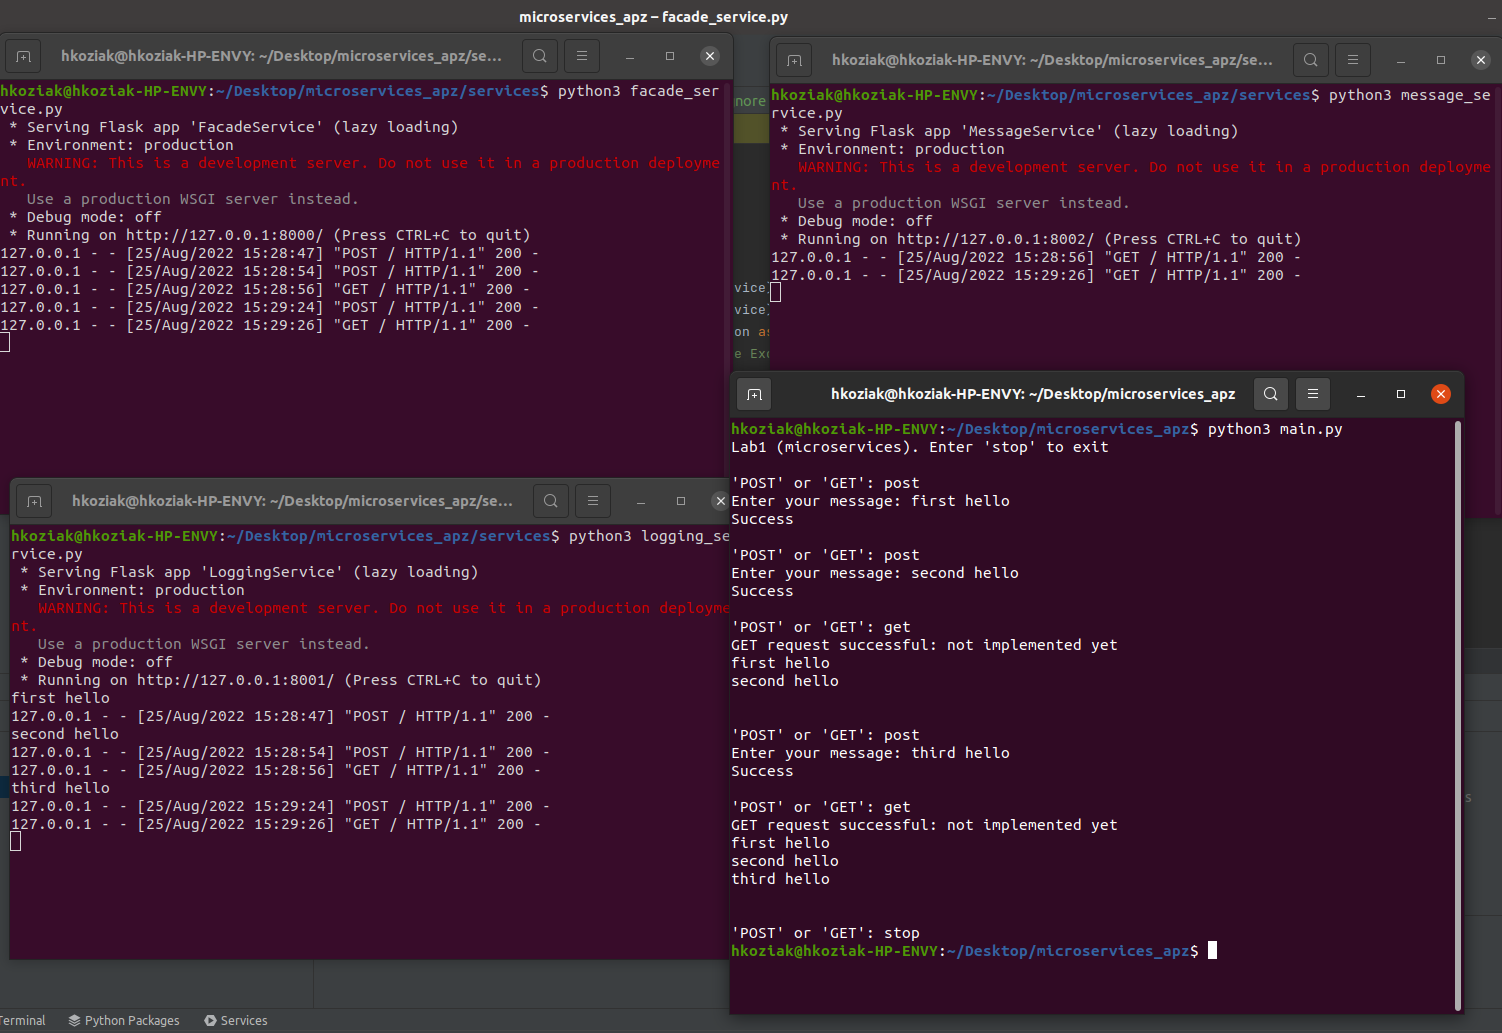 microservices_apz – facade_service.py
hkoziak@hkoziak-HP-ENVY: ~/Desktop/microservices_apz/se...
hkoziak@hkoziak-HP-ENVY:~/Desktop/microservices_apz/services$ python3 facade_ser
vice.py
 * Serving Flask app 'FacadeService' (lazy loading)
 * Environment: production
   WARNING: This is a development server. Do not use it in a production deployme
nt.
   Use a production WSGI server instead.
 * Debug mode: off
 * Running on http://127.0.0.1:8000/ (Press CTRL+C to quit)
127.0.0.1 - - [25/Aug/2022 15:28:47] "POST / HTTP/1.1" 200 -
127.0.0.1 - - [25/Aug/2022 15:28:54] "POST / HTTP/1.1" 200 -
127.0.0.1 - - [25/Aug/2022 15:28:56] "GET / HTTP/1.1" 200 -
127.0.0.1 - - [25/Aug/2022 15:29:24] "POST / HTTP/1.1" 200 -
127.0.0.1 - - [25/Aug/2022 15:29:26] "GET / HTTP/1.1" 200 -
nore
vice)
vice)
on as
e Exc
hkoziak@hkoziak-HP-ENVY: ~/Desktop/microservices_apz/se...
hkoziak@hkoziak-HP-ENVY:~/Desktop/microservices_apz/services$ python3 message_se
rvice.py
 * Serving Flask app 'MessageService' (lazy loading)
 * Environment: production
   WARNING: This is a development server. Do not use it in a production deployme
nt.
   Use a production WSGI server instead.
 * Debug mode: off
 * Running on http://127.0.0.1:8002/ (Press CTRL+C to quit)
127.0.0.1 - - [25/Aug/2022 15:28:56] "GET / HTTP/1.1" 200 -
127.0.0.1 - - [25/Aug/2022 15:29:26] "GET / HTTP/1.1" 200 -
hkoziak@hkoziak-HP-ENVY: ~/Desktop/microservices_apz/se...
hkoziak@hkoziak-HP-ENVY:~/Desktop/microservices_apz/services$ python3 logging_se
rvice.py
 * Serving Flask app 'LoggingService' (lazy loading)
 * Environment: production
   WARNING: This is a development server. Do not use it in a production deployme
nt.
   Use a production WSGI server instead.
 * Debug mode: off
 * Running on http://127.0.0.1:8001/ (Press CTRL+C to quit)
first hello
127.0.0.1 - - [25/Aug/2022 15:28:47] "POST / HTTP/1.1" 200 -
second hello
127.0.0.1 - - [25/Aug/2022 15:28:54] "POST / HTTP/1.1" 200 -
127.0.0.1 - - [25/Aug/2022 15:28:56] "GET / HTTP/1.1" 200 -
third hello
127.0.0.1 - - [25/Aug/2022 15:29:24] "POST / HTTP/1.1" 200 -
127.0.0.1 - - [25/Aug/2022 15:29:26] "GET / HTTP/1.1" 200 -
hkoziak@hkoziak-HP-ENVY: ~/Desktop/microservices_apz
hkoziak@hkoziak-HP-ENVY:~/Desktop/microservices_apz$ python3 main.py
Lab1 (microservices). Enter 'stop' to exit
'POST' or 'GET': post
Enter your message: first hello
Success
'POST' or 'GET': post
Enter your message: second hello
Success
'POST' or 'GET': get
GET request successful: not implemented yet
first hello
second hello
'POST' or 'GET': post
Enter your message: third hello
Success
'POST' or 'GET': get
GET request successful: not implemented yet
first hello
second hello
third hello
'POST' or 'GET': stop
hkoziak@hkoziak-HP-ENVY:~/Desktop/microservices_apz$
s
Terminal Python Packages Services